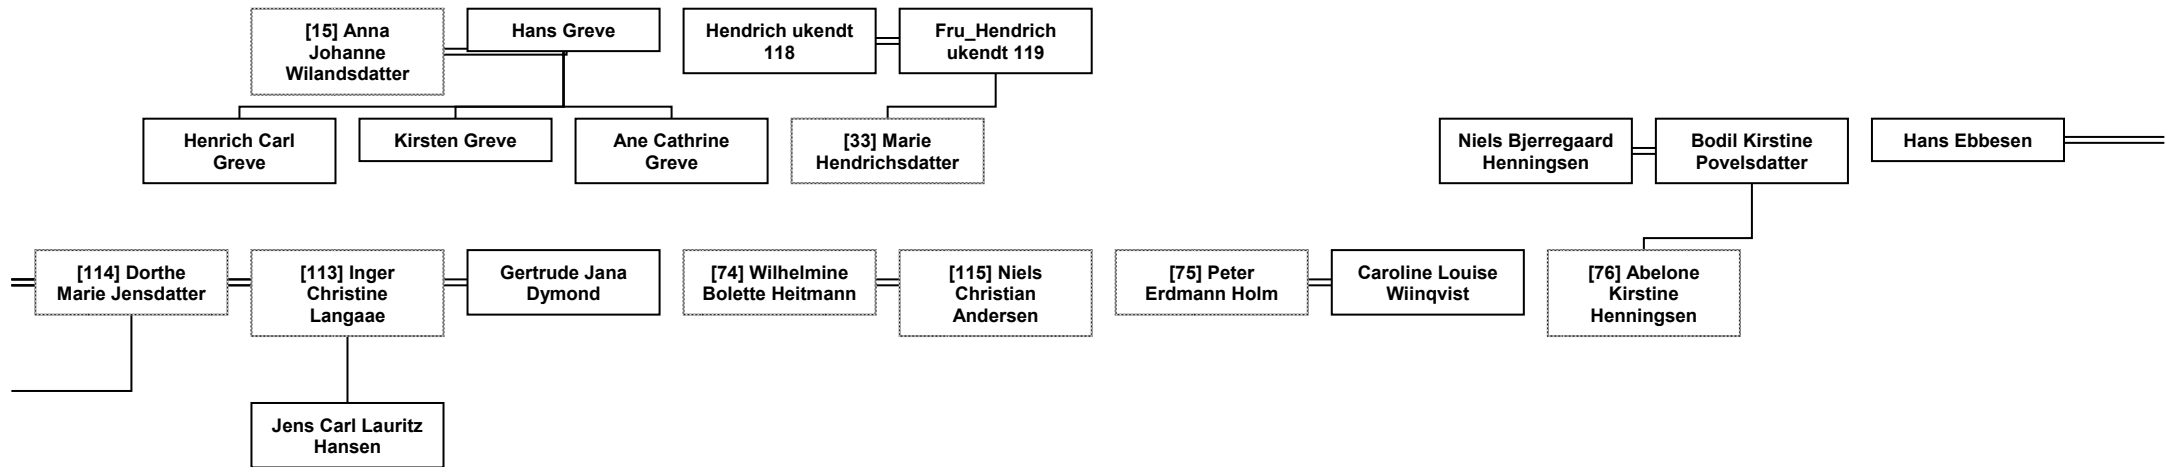 [15] Anna
Johanne
Wilandsdatter
Hans Greve
Hendrich ukendt
118
Fru_Hendrich
ukendt 119
Henrich Carl
Greve
Kirsten Greve
Ane Cathrine
Greve
[33] Marie
Hendrichsdatter
Niels Bjerregaard
Henningsen
Bodil Kirstine
Povelsdatter
Hans Ebbesen
[114] Dorthe
Marie Jensdatter
[113] Inger
Christine
Langaae
Gertrude Jana
Dymond
[74] Wilhelmine
Bolette Heitmann
[115] Niels
Christian
Andersen
[75] Peter
Erdmann Holm
Caroline Louise
Wiinqvist
[76] Abelone
Kirstine
Henningsen
Jens Carl Lauritz
Hansen